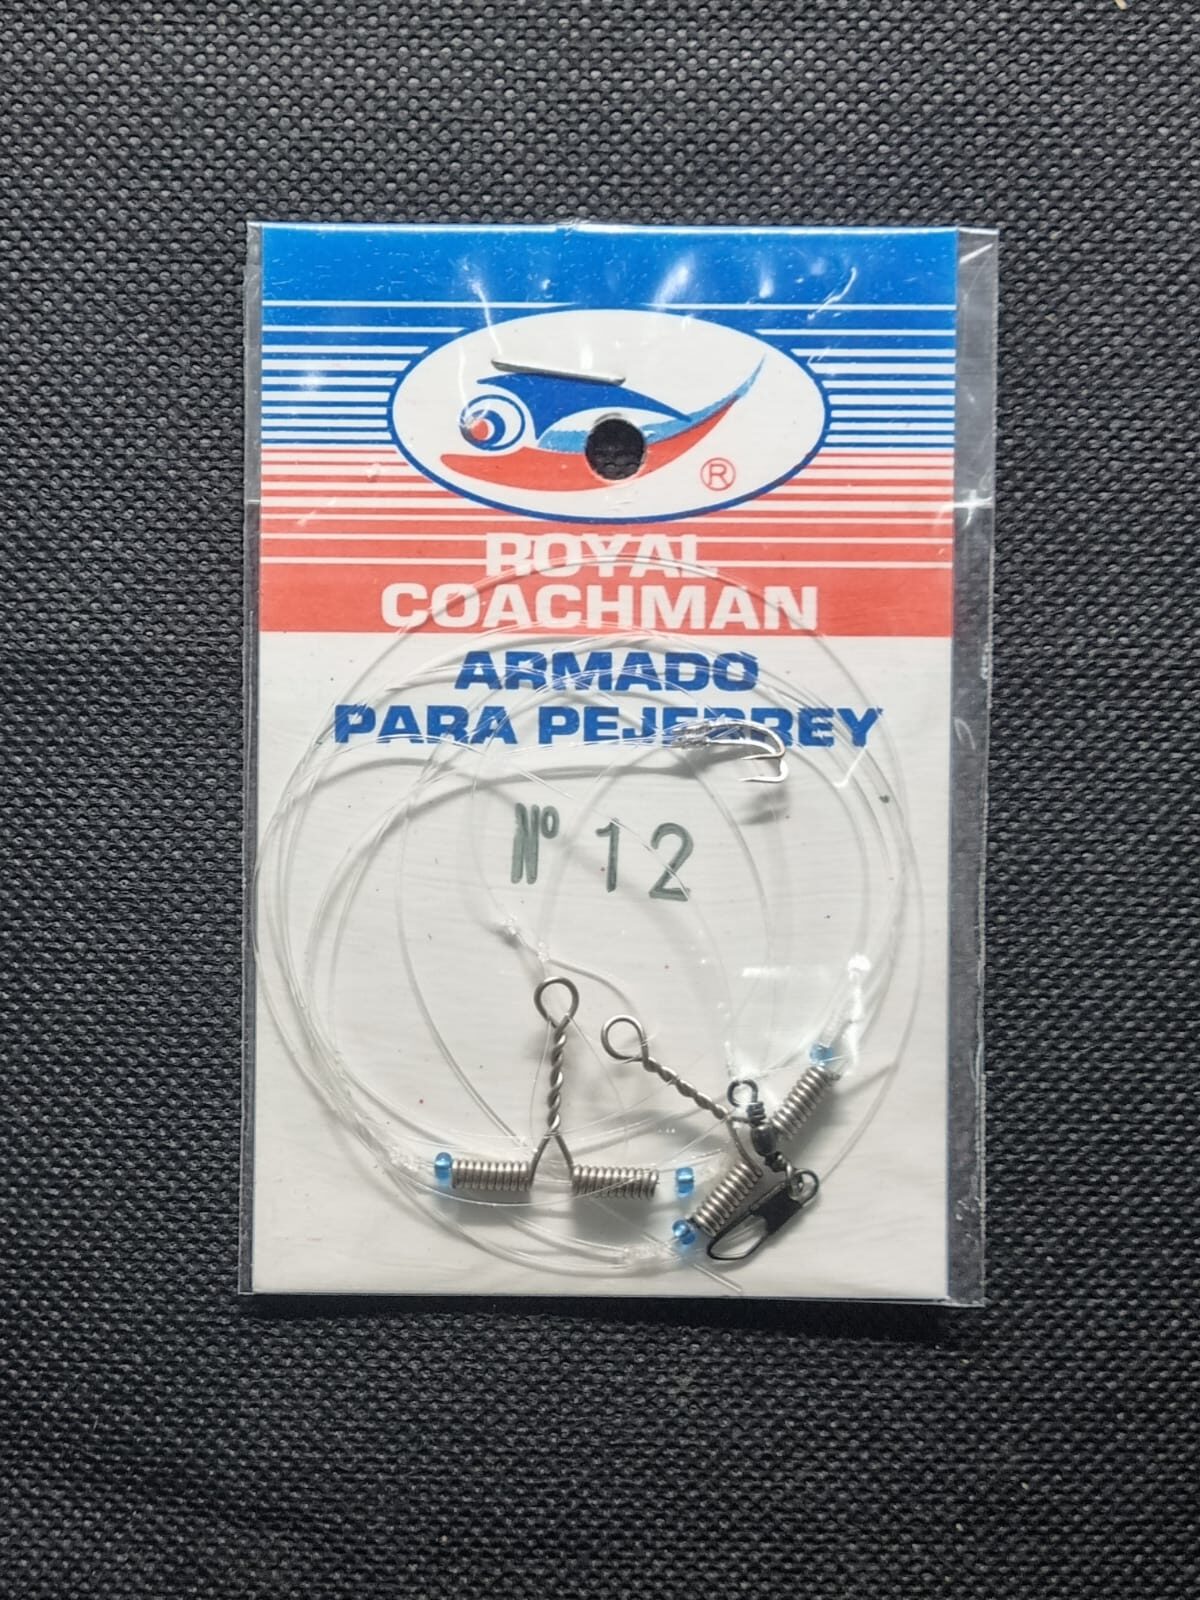 ®
ROYAL
COACHMAN
ARMADO
PARA PEJERREY
Nº 12